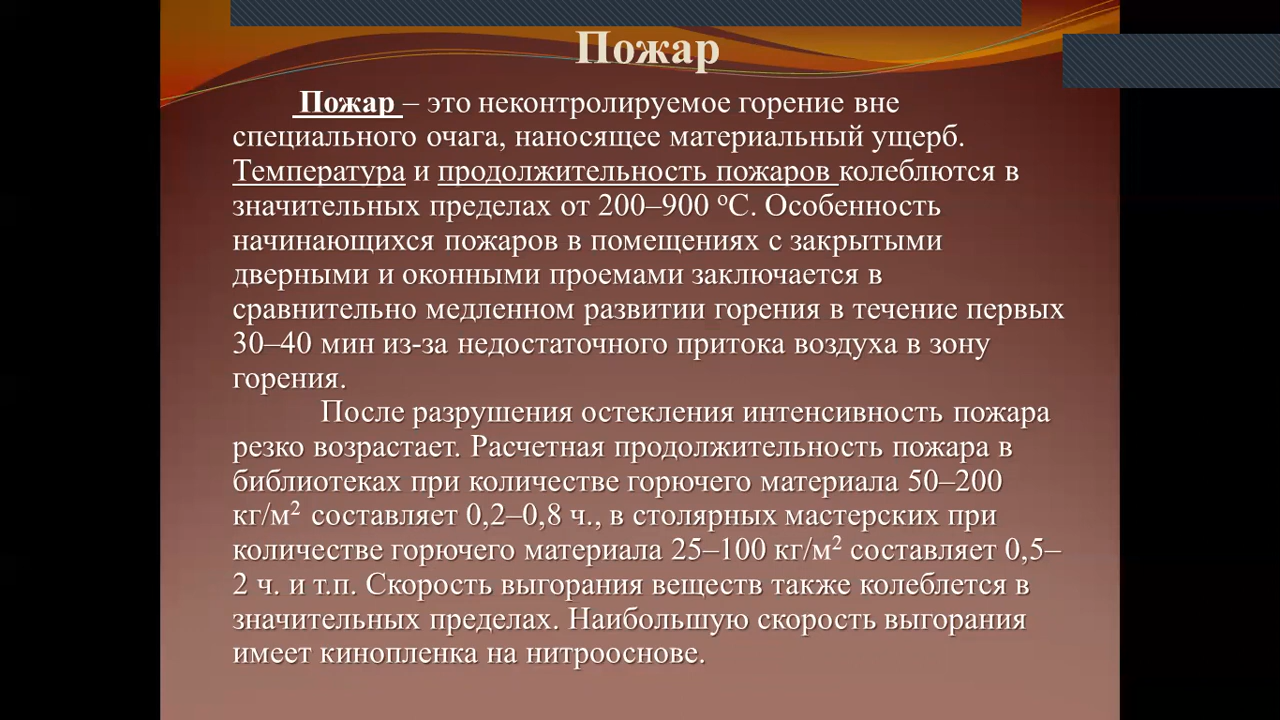 Пожар
Пожар – это неконтролируемое горение вне
специального очага, наносящее материальный ущерб.
Температура и продолжительность пожаров колеблются в
значительных пределах от 200–900 ºС. Особенность
начинающихся пожаров в помещениях с закрытыми
дверными и оконными проемами заключается в
сравнительно медленном развитии горения в течение первых
30–40 мин из-за недостаточного притока воздуха в зону
горения.
После разрушения остекления интенсивность пожара
резко возрастает. Расчетная продолжительность пожара в
библиотеках при количестве горючего материала 50–200
кг/м² составляет 0,2–0,8 ч., в столярных мастерских при
количестве горючего материала 25–100 кг/м² составляет 0,5–
2 ч. и т.п. Скорость выгорания веществ также колеблется в
значительных пределах. Наибольшую скорость выгорания
имеет кинопленка на нитрооснове.